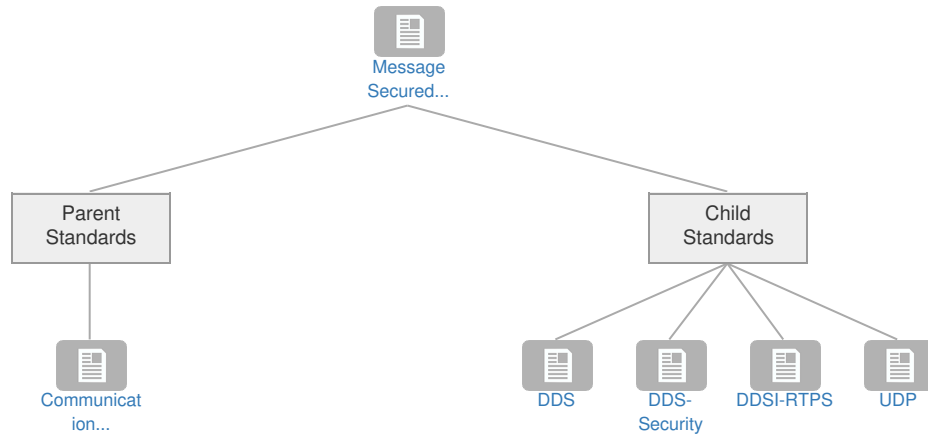 Message
Secured...
Parent
Standards
Child
Standards
Communicat
ion...
DDS
DDS-
Security
DDSI-RTPS
UDP